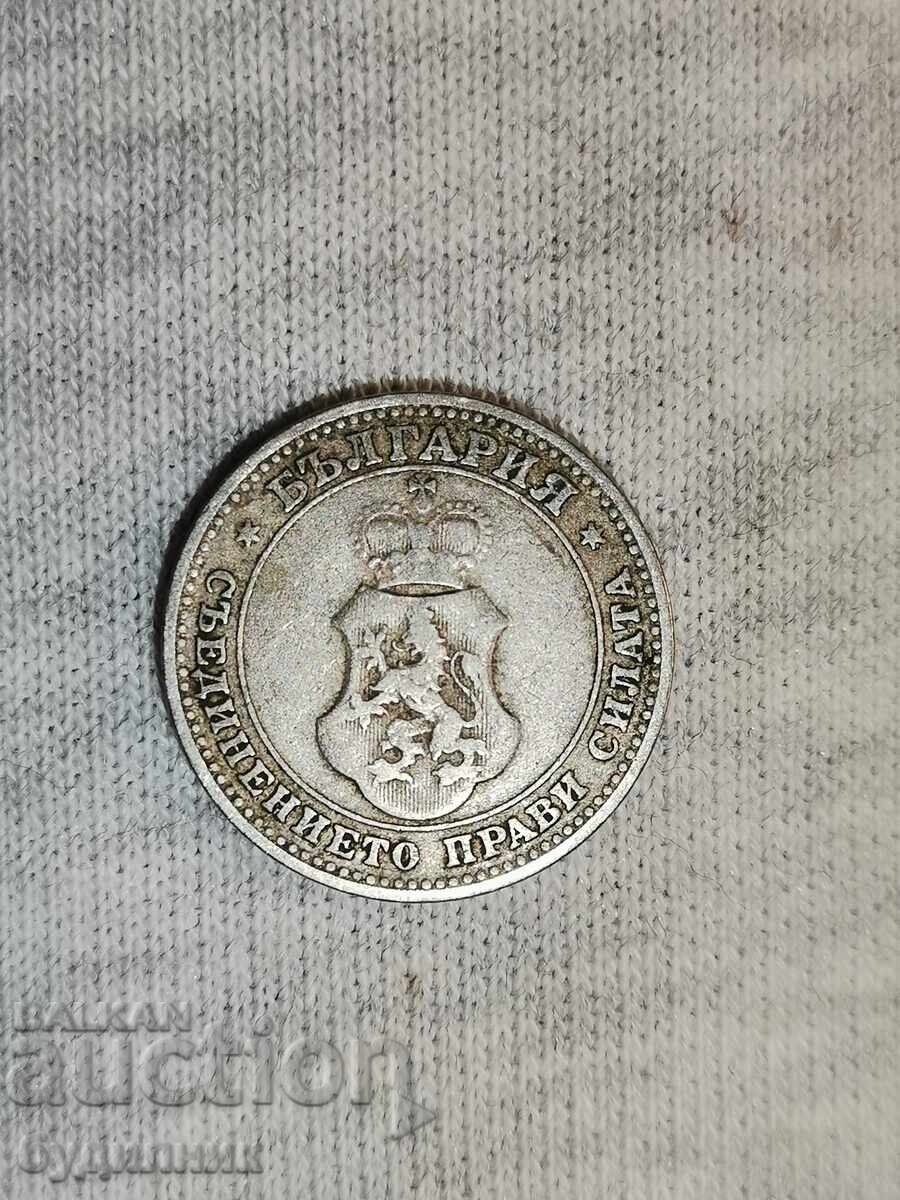 БЪЛГАРИЯ
СЪЕДИНЕНИЕТО ПРАВИ СИЛАТА
BALKAN
auction
будилник